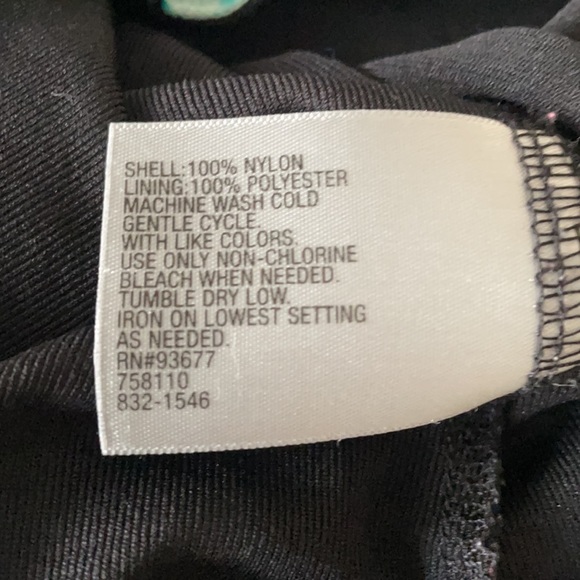 SHELL:100% NYLON
LINING:100% POLYESTER
MACHINE WASH COLD
GENTLE CYCLE.
WITH LIKE COLORS.
USE ONLY NON-CHLORINE
BLEACH WHEN NEEDED.
TUMBLE DRY LOW.
IRON ON LOWEST SETTING
AS NEEDED.
RN#93677
758110
832-1546